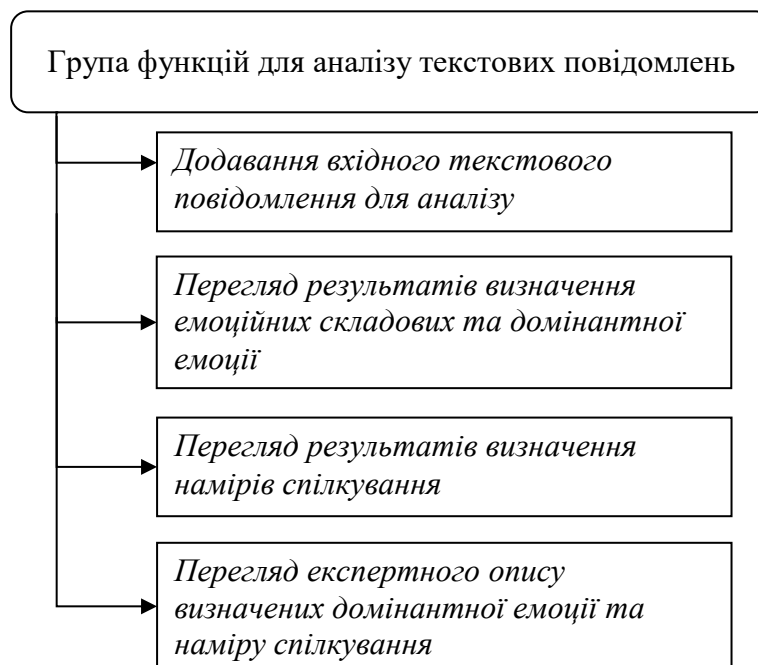 Група функцій для аналізу текстових повідомлень
Додавання вхідного текстового
повідомлення для аналізу
Перегляд результатів визначення
емоційних складових та домінантної
емоції
Перегляд результатів визначення
намірів спілкування
Перегляд експертного опису
визначених домінантної емоції та
наміру спілкування